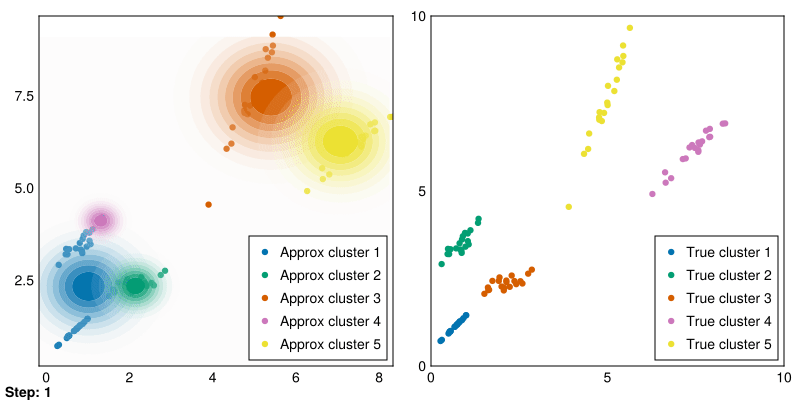 7.5
5.0
2.5
0
2
4
6
8
Approx cluster 1
Approx cluster 2
Approx cluster 3
Approx cluster 4
Approx cluster 5
Step: 1
10
5
0
0
5
10
True cluster 1
True cluster 2
True cluster 3
True cluster 4
True cluster 5